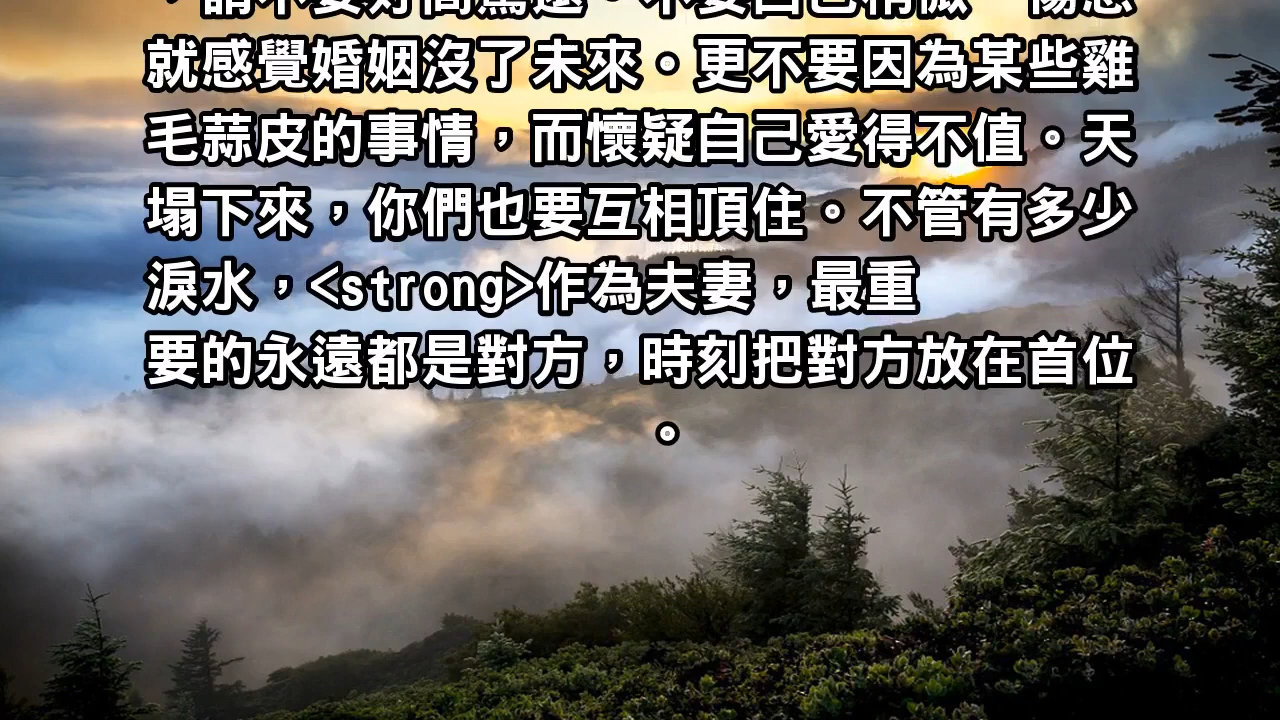 就感覺婚姻沒了未來。更不要因為某些雞
毛蒜皮的事情，而懷疑自己愛得不值。天
塌下來，你們也要互相頂住。不管有多少
淚水，<strong>作為夫妻，最重
要的永遠都是對方，時刻把對方放在首位
。